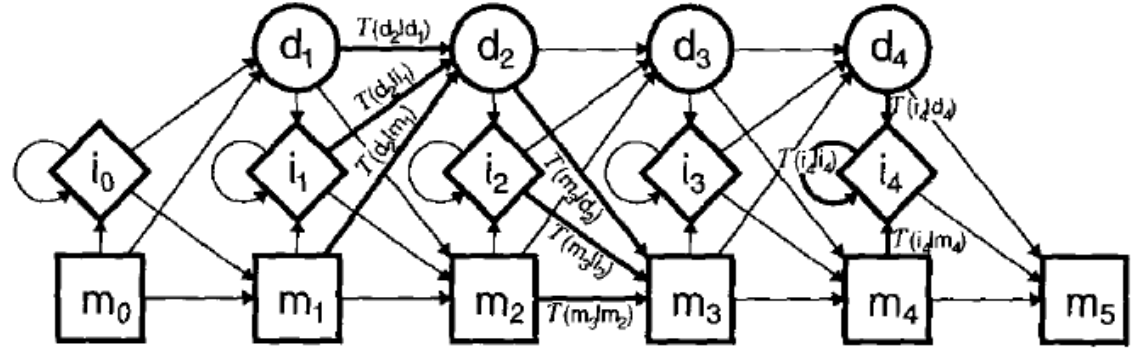 d₁ T(d₂|d₁) d₂ d₃ d₄
T(d₂|i₁)
T(d₂|m₁)
T(i₄|d₄)
i₀ i₁ i₂ T(m₃|d₂) i₃ T(i₄|i₄) i₄
T(m₃|i₂)
T(i₄|m₄)
m₀ m₁ m₂ T(m₃|m₂) m₃ m₄ m₅